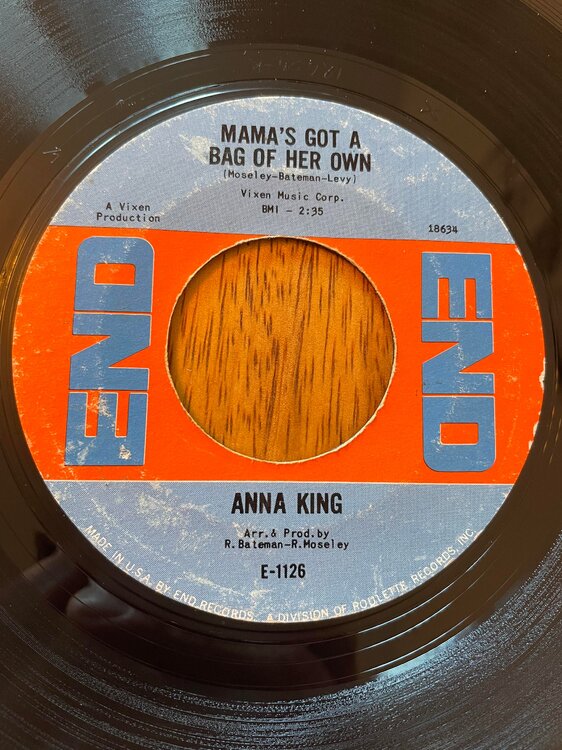 MAMA'S GOT A
BAG OF HER OWN
(Moseley-Bateman-Levy)
Vixen Music Corp.
BMI - 2:35
A Vixen
Production
18634
END
END
ANNA KING
Arr.& Prod.by
R.Bateman-R.Moseley
E-1126
MADE IN U.S.A. BY END RECORDS, A DIVISION OF ROULETTE RECORDS, INC.